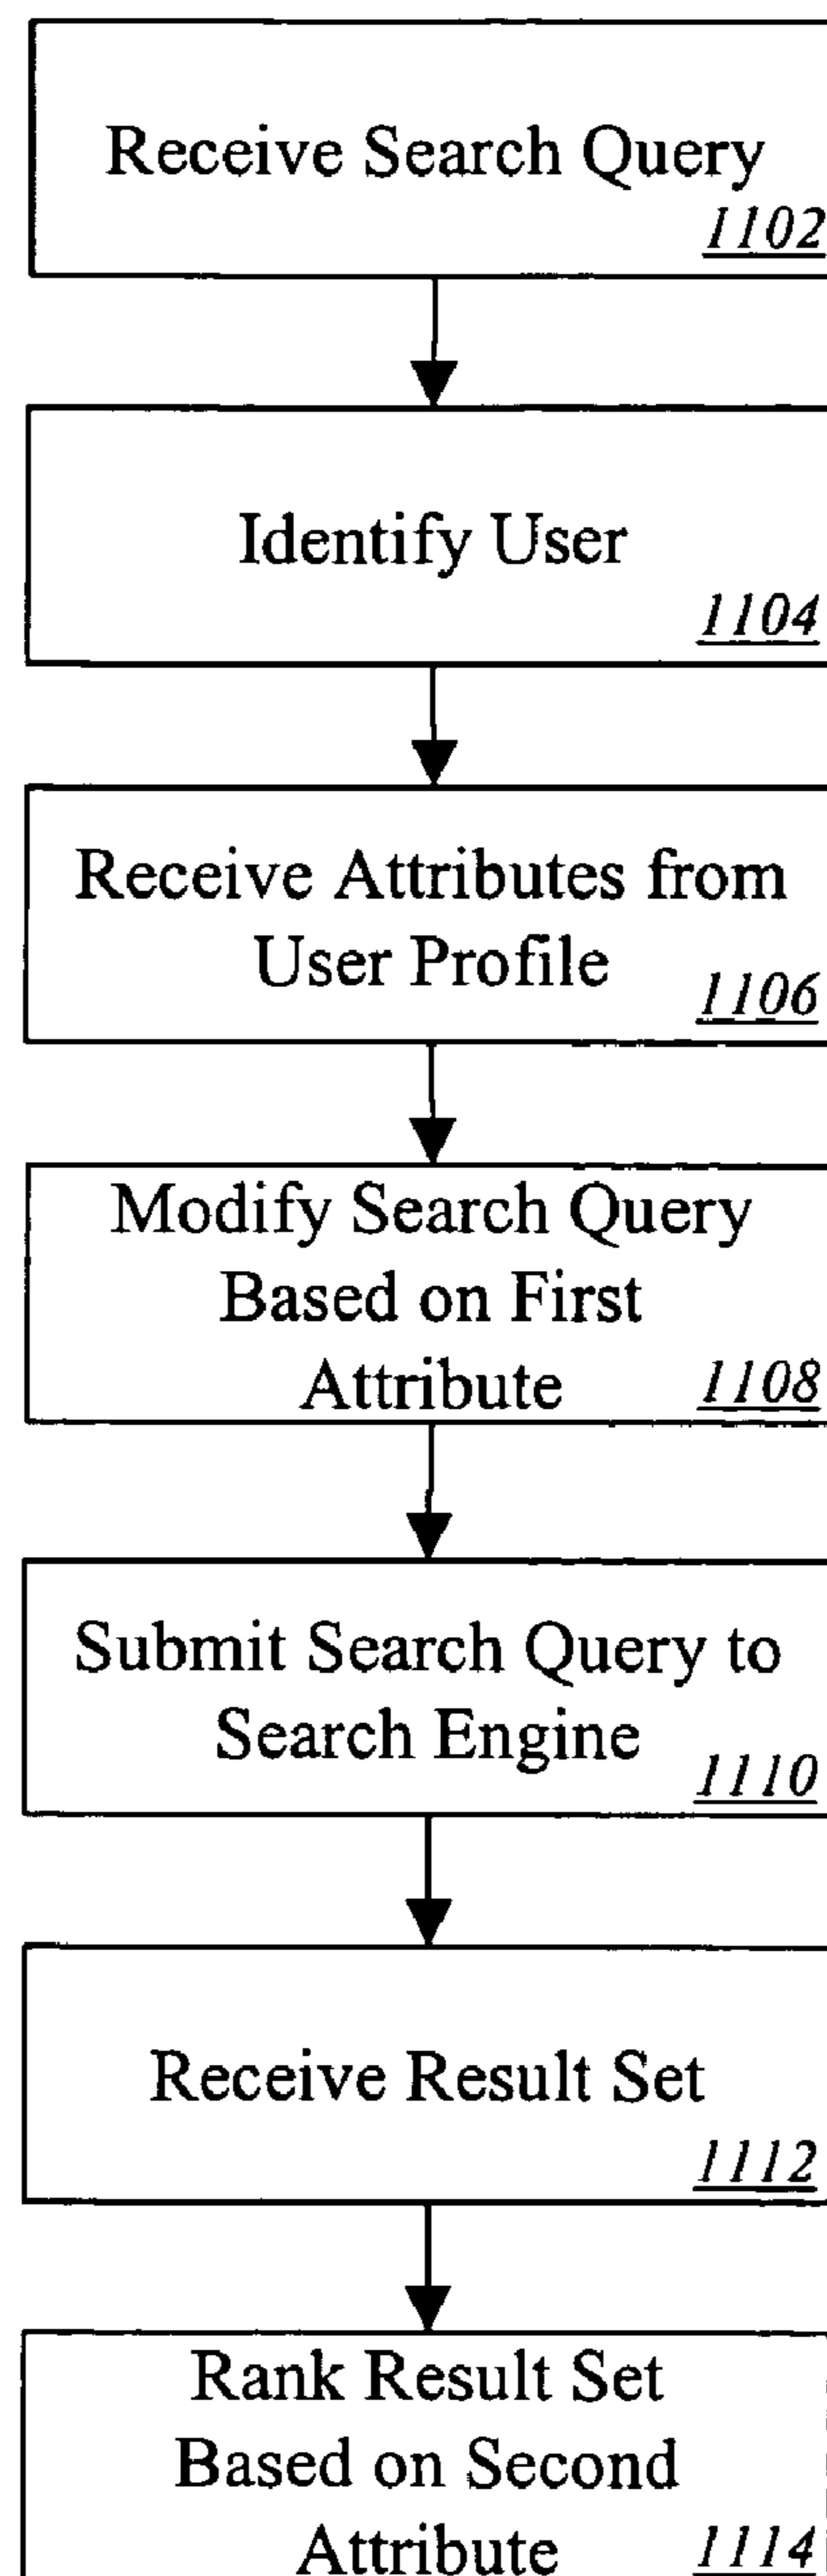 Receive Search Query
1102
Identify User
1104
Receive Attributes from
User Profile
1106
Modify Search Query
Based on First
Attribute
1108
Submit Search Query to
Search Engine
1110
Receive Result Set
1112
Rank Result Set
Based on Second
Attribute
1114